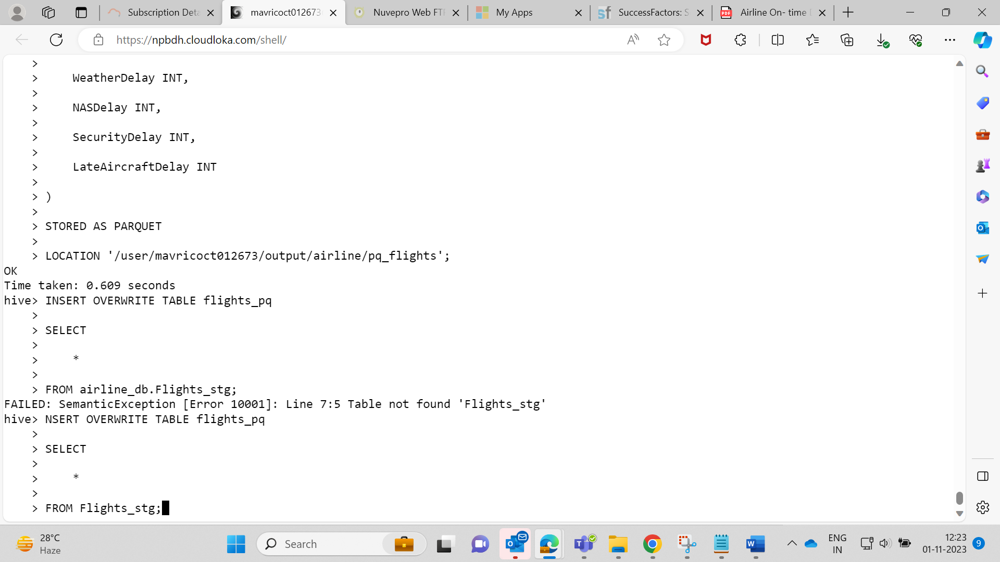 Subscription Deta
mavricoct012673
Nuvepro Web FTP
My Apps
SuccessFactors: S
PDF
Airline On- time D
https://npbdh.cloudloka.com/shell/
>
> WeatherDelay INT,
>
> NASDelay INT,
>
> SecurityDelay INT,
>
> LateAircraftDelay INT
>
> )
>
> STORED AS PARQUET
>
> LOCATION '/user/mavricoct012673/output/airline/pq_flights';
OK
Time taken: 0.609 seconds
hive> INSERT OVERWRITE TABLE flights_pq
>
> SELECT
>
> *
>
> FROM airline_db.Flights_stg;
FAILED: SemanticException [Error 10001]: Line 7:5 Table not found 'Flights_stg'
hive> NSERT OVERWRITE TABLE flights_pq
>
> SELECT
>
> *
>
> FROM Flights_stg;
28°C
Haze
Search
ENG
IN
12:23
01-11-2023
9